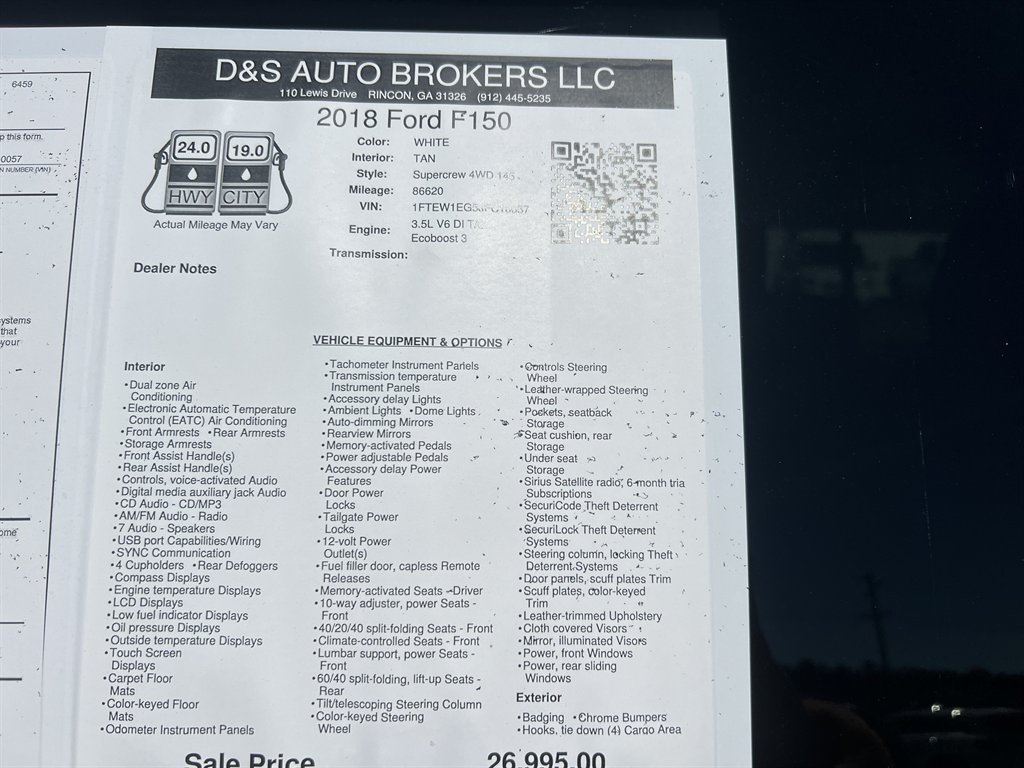 6459
p this form.
0057
N NUMBER (VIN)
ystems
that
your
ome
D&S AUTO BROKERS LLC
110 Lewis Drive RINCON, GA 31326 (912) 445-5235
2018 Ford F150
24.0 19.0
HWY CITY
Actual Mileage May Vary
Color: WHITE
Interior: TAN
Style: Supercrew 4WD 145
Mileage: 86620
VIN:
Engine: 3.5L V6 DI
Ecoboost 3
Transmission:
Dealer Notes
VEHICLE EQUIPMENT & OPTIONS
Interior
•Dual zone Air
Conditioning
•Electronic Automatic Temperature
Control (EATC) Air Conditioning
•Front Armrests •Rear Armrests
•Storage Armrests
•Front Assist Handle(s)
•Rear Assist Handle(s)
•Controls, voice-activated Audio
•Digital media auxiliary jack Audio
•CD Audio - CD/MP3
•AM/FM Audio - Radio
•7 Audio - Speakers
•USB port Capabilities/Wiring
•SYNC Communication
•4 Cupholders •Rear Defoggers
•Compass Displays
•Engine temperature Displays
•LCD Displays
•Low fuel indicator Displays
•Oil pressure Displays
•Outside temperature Displays
•Touch Screen
Displays
•Carpet Floor
Mats
•Color-keyed Floor
Mats
•Odometer Instrument Panels
•Tachometer Instrument Panels
•Transmission temperature
Instrument Panels
•Accessory delay Lights
•Ambient Lights •Dome Lights
•Auto-dimming Mirrors
•Rearview Mirrors
•Memory-activated Pedals
•Power adjustable Pedals
•Accessory delay Power
Features
•Door Power
Locks
•Tailgate Power
Locks
•12-volt Power
Outlet(s)
•Fuel filler door, capless Remote
Releases
•Memory-activated Seats -Driver
•10-way adjuster, power Seats -
Front
•40/20/40 split-folding Seats - Front
•Climate-controlled Seats - Front
•Lumbar support, power Seats -
Front
•60/40 split-folding, lift-up Seats -
Rear
•Tilt/telescoping Steering Column
•Color-keyed Steering
Wheel
•Controls Steering
Wheel
•Leather-wrapped Steering
Wheel
•Pockets, seatback
Storage
•Seat cushion, rear
Storage
•Under seat
Storage
•Sirius Satellite radio, 6-month tria
Subscriptions
•SecuriCode Theft Deterrent
Systems
•SecuriLock Theft Deterrent
Systems
•Steering column, locking Theft
Deterrent Systems
•Door panels, scuff plates Trim
•Scuff plates, color-keyed
Trim
•Leather-trimmed Upholstery
•Cloth covered Visors
•Mirror, illuminated Visors
•Power, front Windows
•Power, rear sliding
Windows
Exterior
•Badging •Chrome Bumpers
•Hooks, tie down (4) Cargo Area
Sale Price 26,995.00